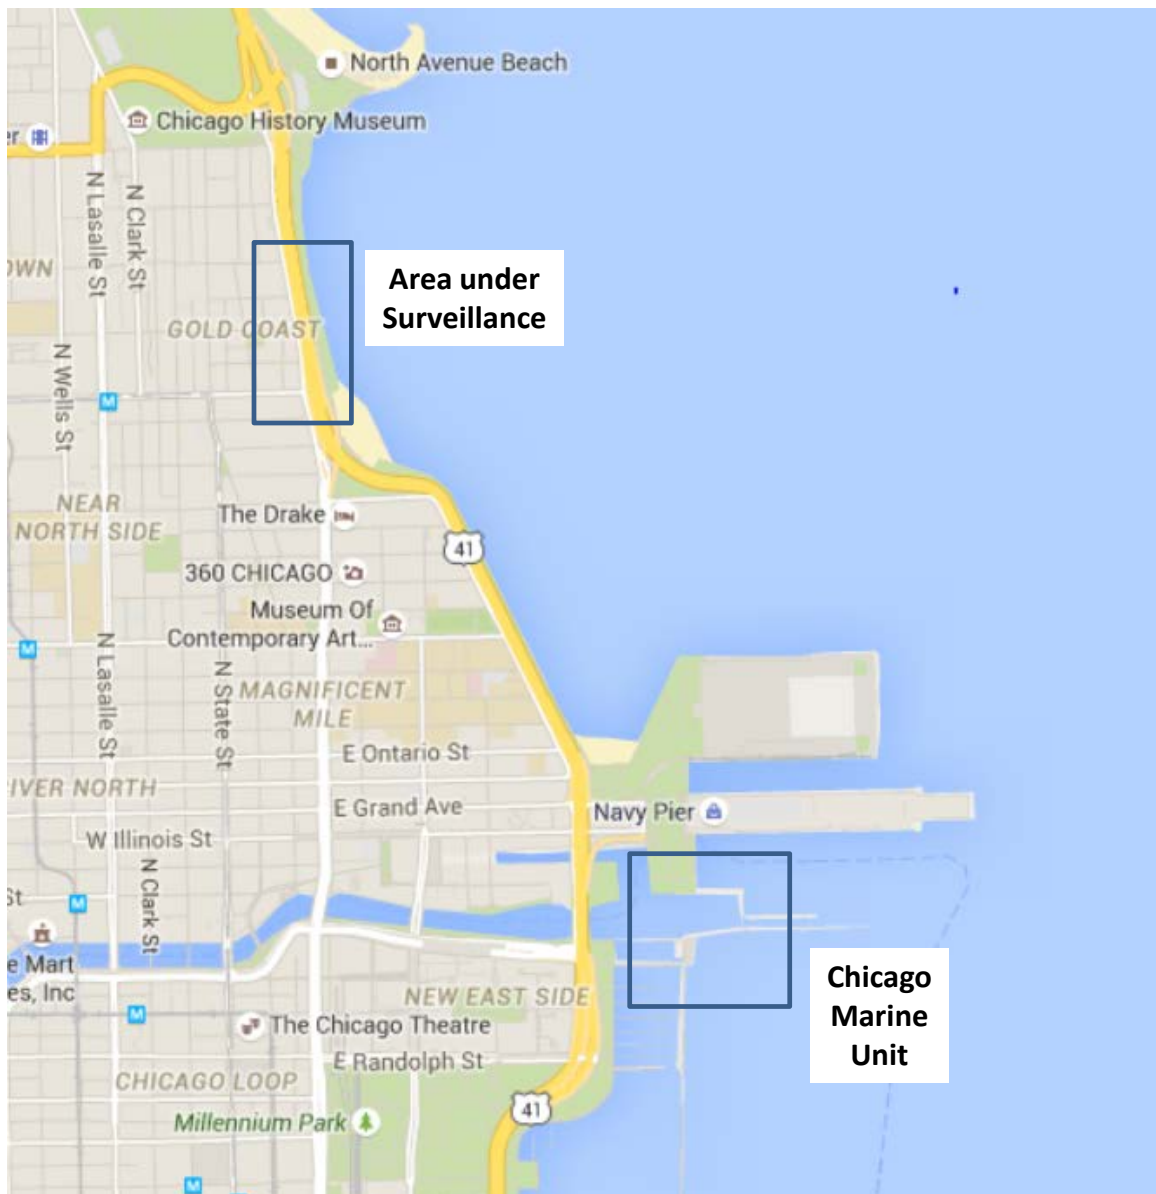 North Avenue Beach
Chicago History Museum
er
N Lasalle St
N Clark St
OWN
Area under
Surveillance
GOLD COAST
N Wells St
M
NEAR
NORTH SIDE
The Drake
41
360 CHICAGO
Museum Of
Contemporary Art...
M
N Lasalle St
N State St
MAGNIFICENT
MILE
E Ontario St
IVER NORTH
E Grand Ave
Navy Pier
W Illinois St
N Clark St
St
M
e Mart
es, Inc
NEW EAST SIDE
Chicago
Marine
Unit
M
The Chicago Theatre
E Randolph St
CHICAGO LOOP
41
Millennium Park
M